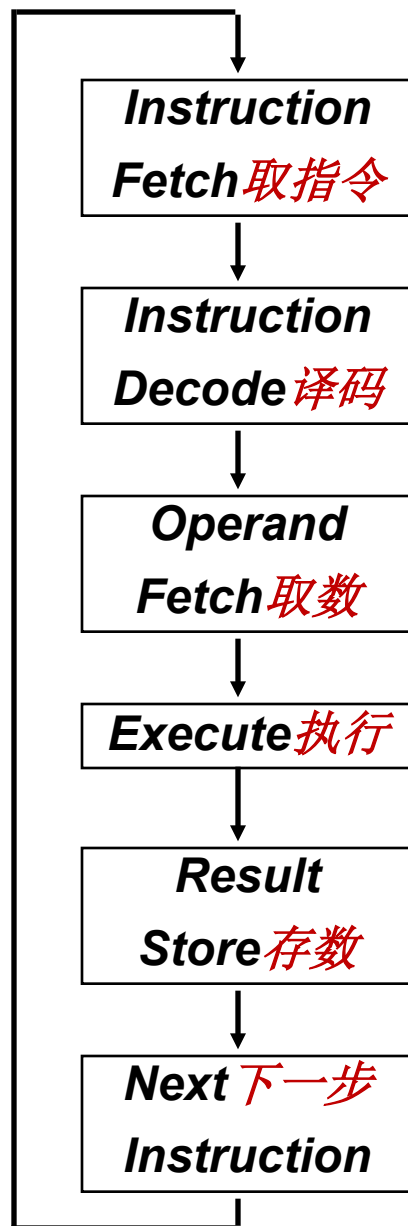 Instruction
Fetch取指令
Instruction
Decode译码
Operand
Fetch取数
Execute执行
Result
Store存数
Next下一步
Instruction